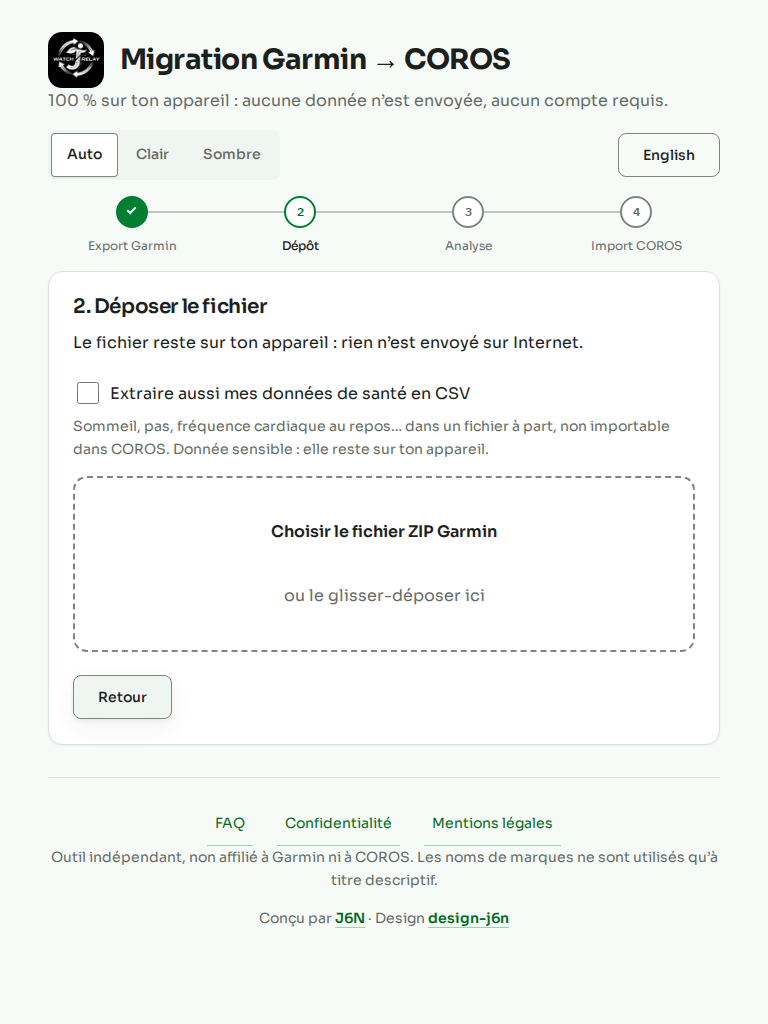 WATCH RELAY
Migration Garmin → COROS
100 % sur ton appareil : aucune donnée n’est envoyée, aucun compte requis.
Auto Clair Sombre English
2 3 4
Export Garmin Dépôt Analyse Import COROS
2. Déposer le fichier
Le fichier reste sur ton appareil : rien n’est envoyé sur Internet.
Extraire aussi mes données de santé en CSV
Sommeil, pas, fréquence cardiaque au repos… dans un fichier à part, non importable
dans COROS. Donnée sensible : elle reste sur ton appareil.
Choisir le fichier ZIP Garmin
ou le glisser-déposer ici
Retour
FAQ Confidentialité Mentions légales
Outil indépendant, non affilié à Garmin ni à COROS. Les noms de marques ne sont utilisés qu’à
titre descriptif.
Conçu par J6N · Design design-j6n